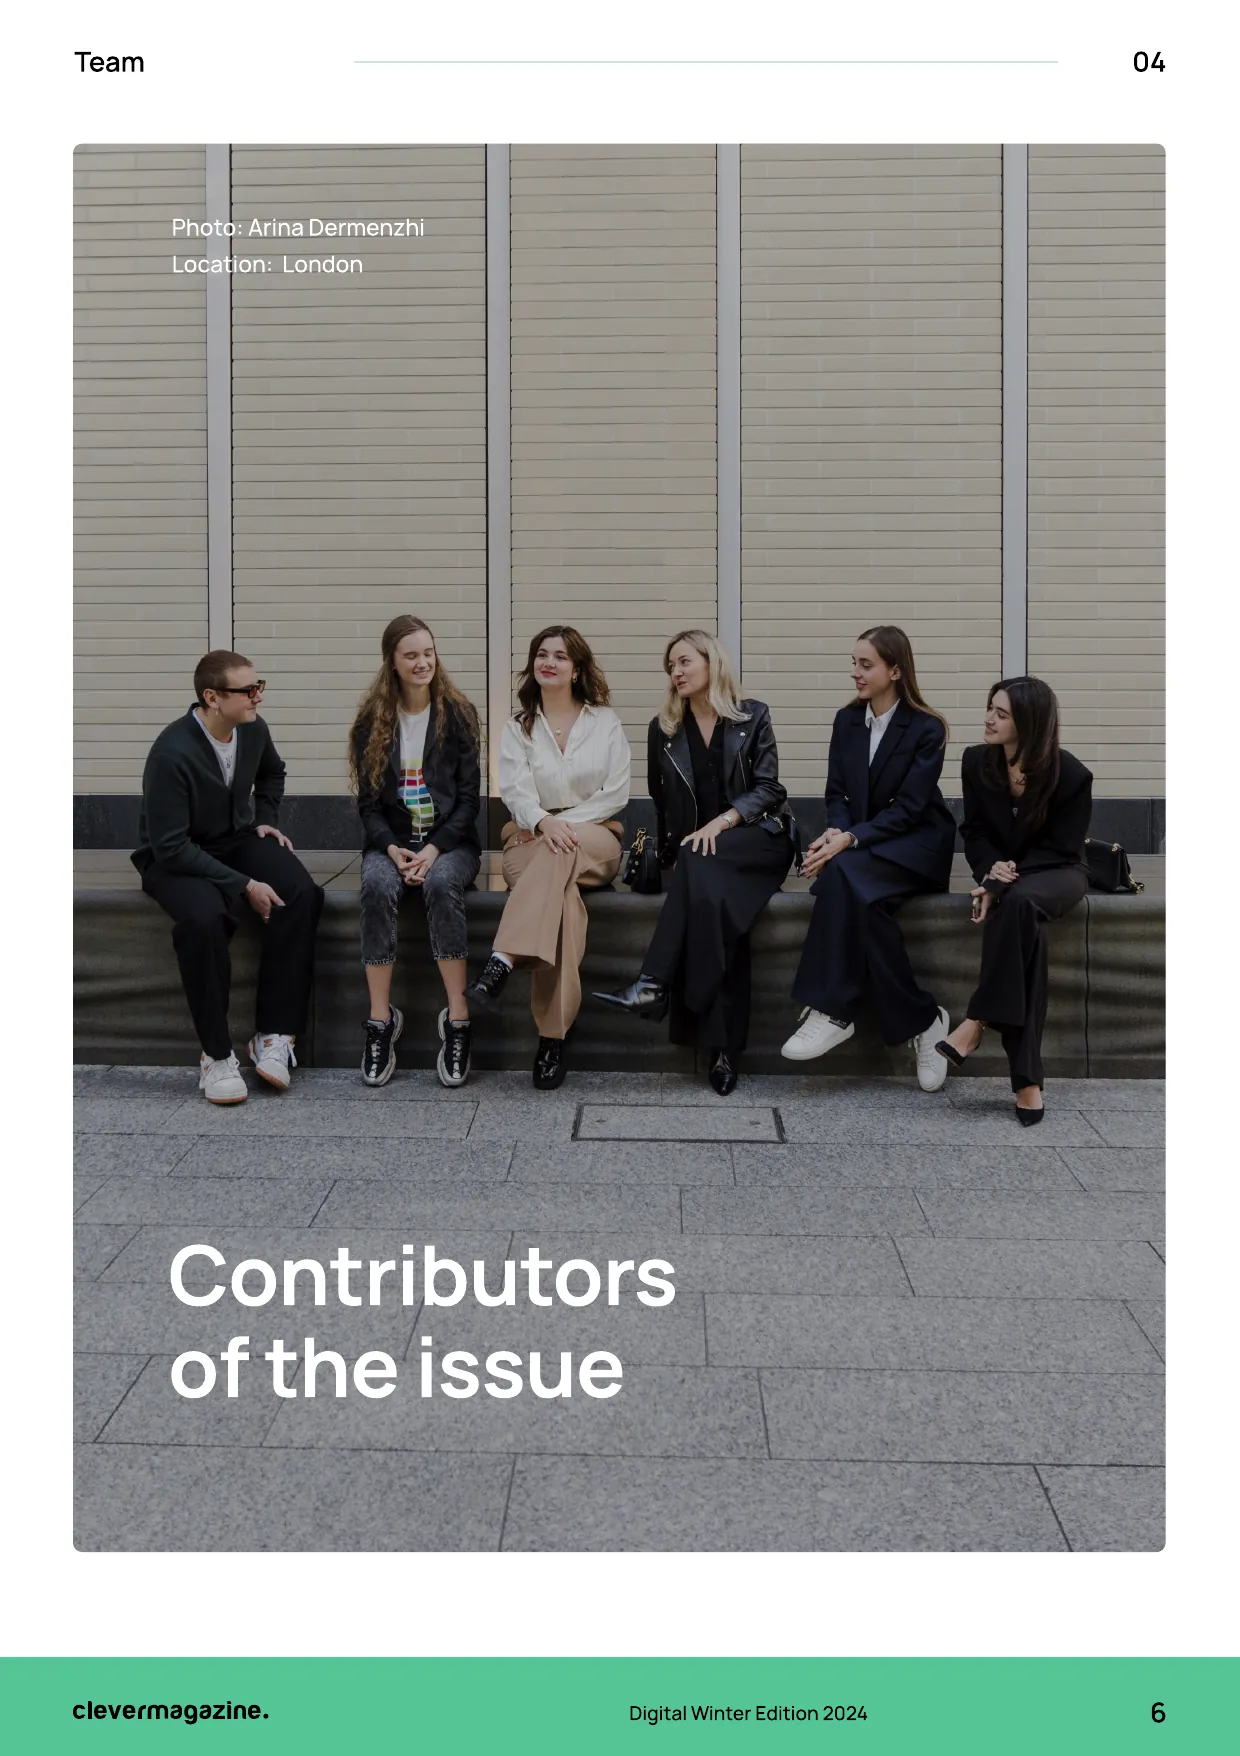 Team
04
Photo: Arina Dermenzhi
Location: London
Contributors
of the issue
clevermagazine.
Digital Winter Edition 2024
6